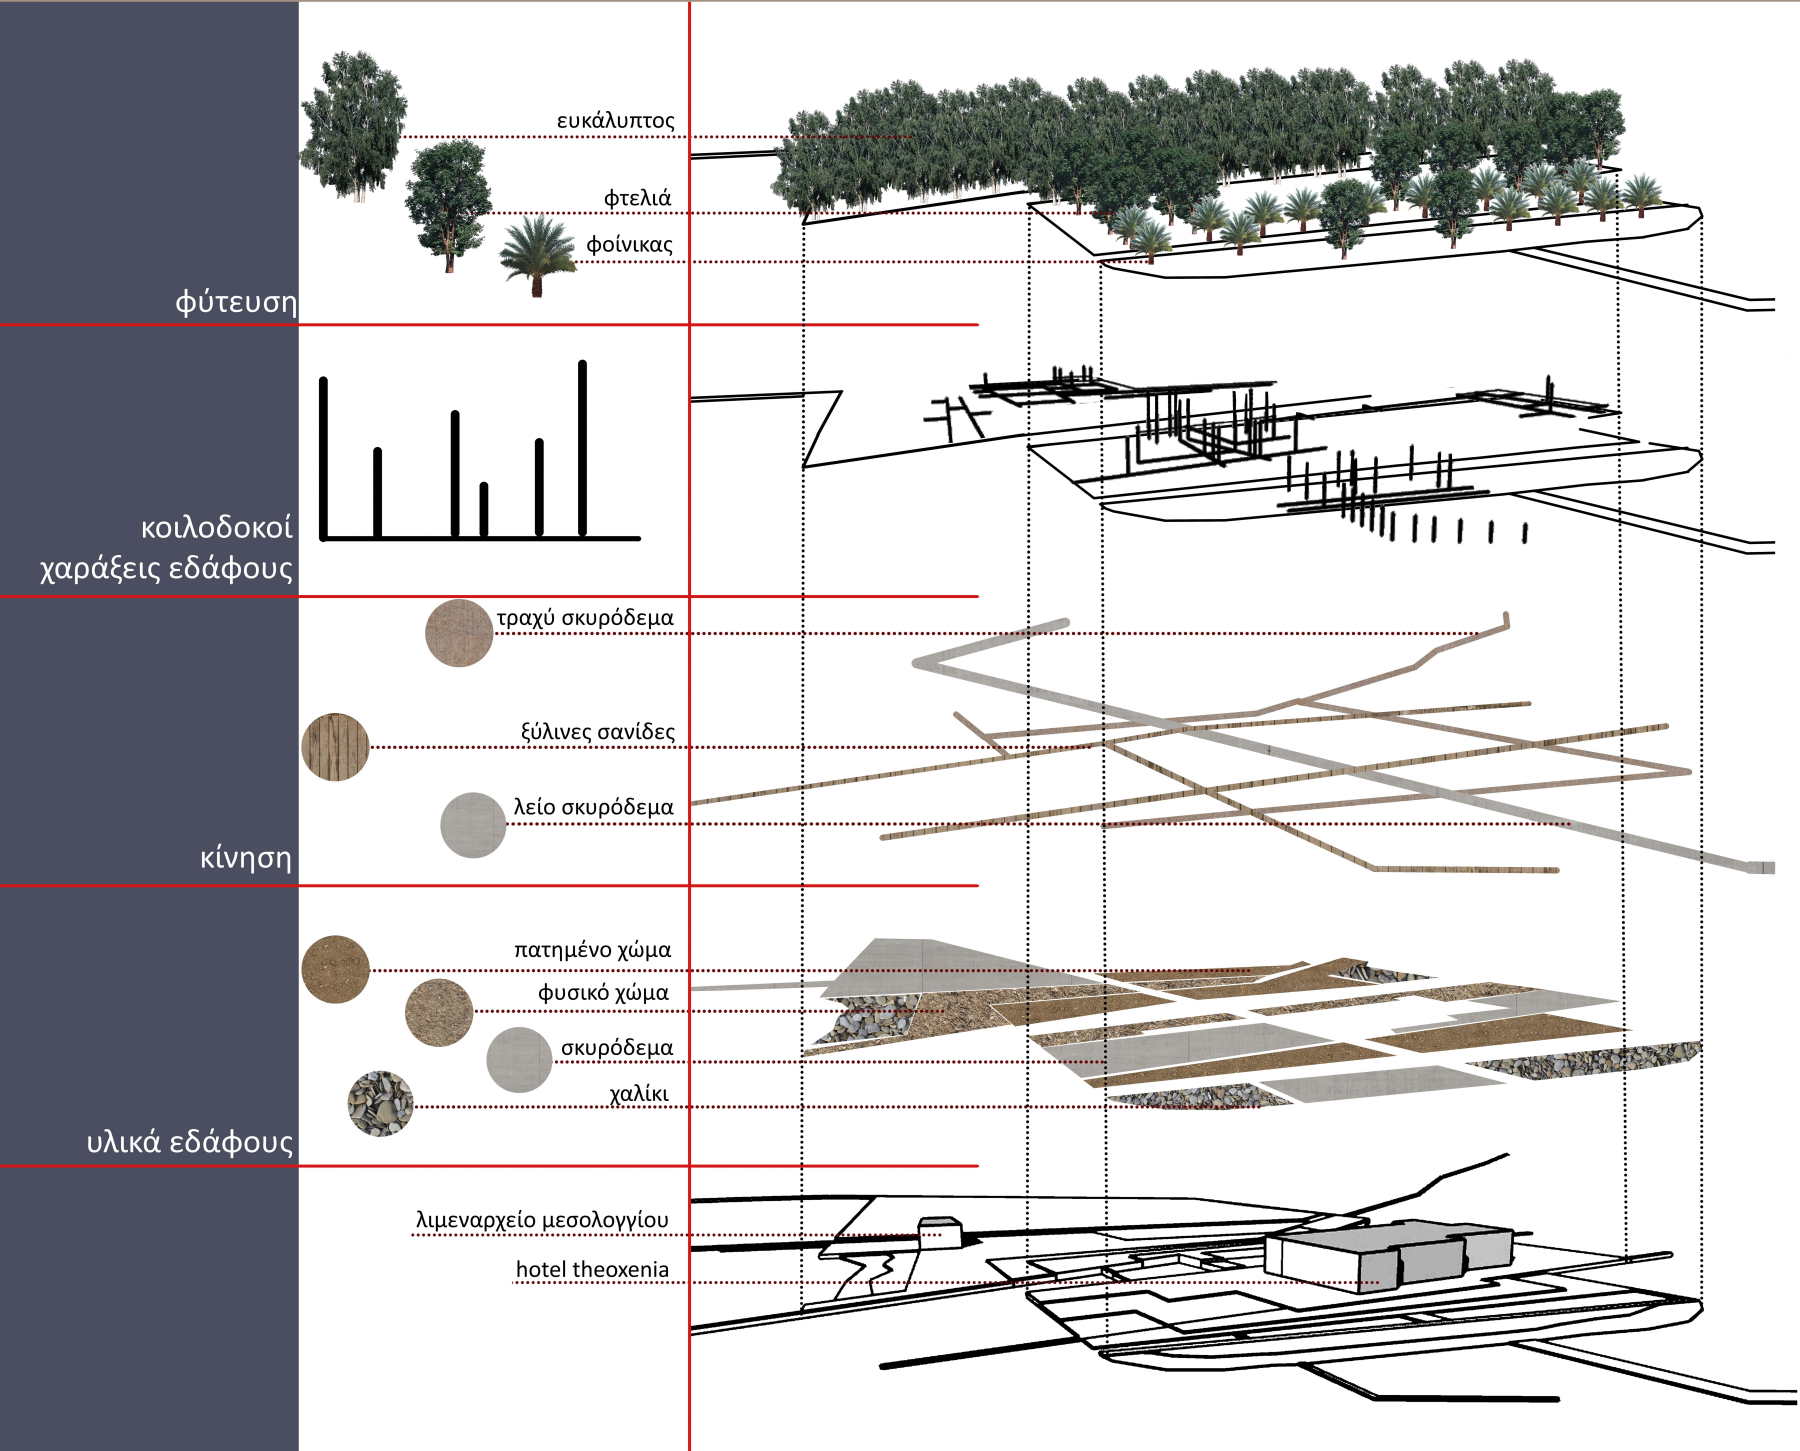 ευκάλυπτος
φτελιά
φοίνικας
φύτευση
κοιλοδοκοί
χαράξεις εδάφους
τραχύ σκυρόδεμα
ξύλινες σανίδες
λείο σκυρόδεμα
κίνηση
πατημένο χώμα
φυσικό χώμα
σκυρόδεμα
χαλίκι
υλικά εδάφους
λιμεναρχείο μεσολογγίου
hotel theoxenia